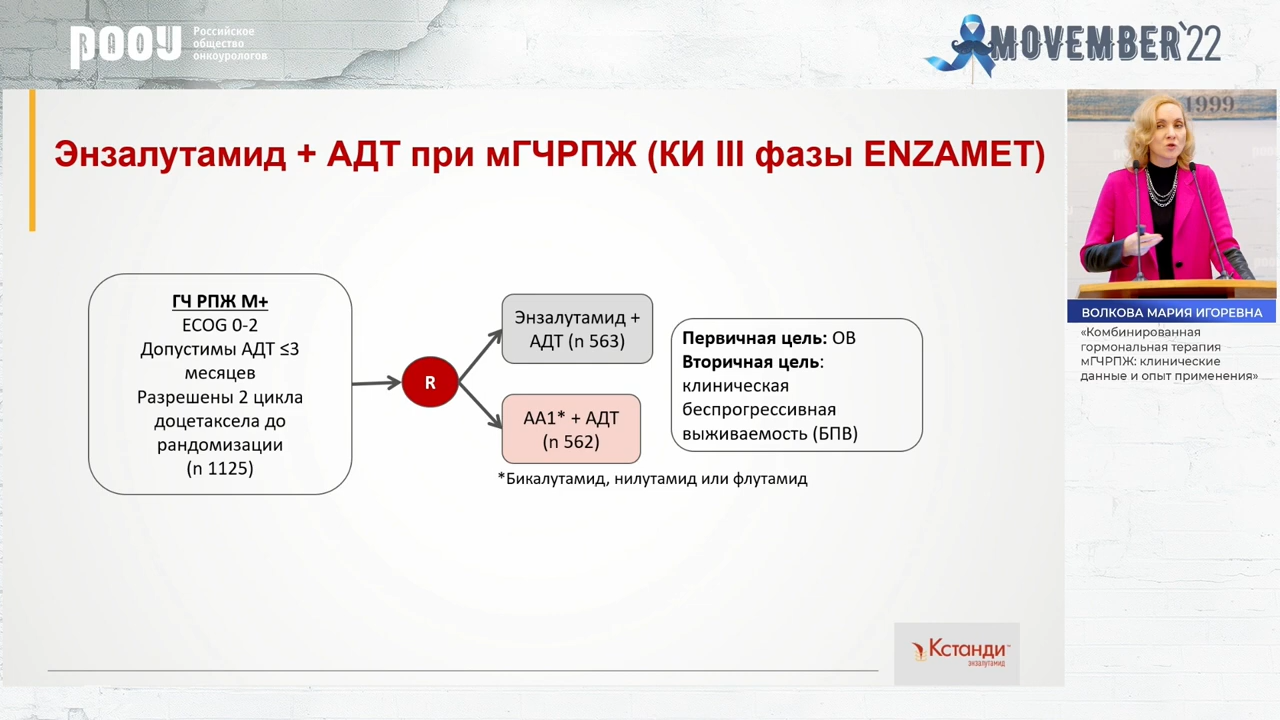 РООУ
Российское
общество
онкоурологов
MOVEMBER'22
Энзалутамид + АДТ при мГЧРПЖ (КИ III фазы ENZAMET)
ГЧ РПЖ М+
ECOG 0-2
Допустимы АДТ ≤3
месяцев
Разрешены 2 цикла
доцетаксела до
рандомизации
(n 1125)
R
Энзалутамид +
АДТ (n 563)
АА1* + АДТ
(n 562)
*Бикалутамид, нилутамид или флутамид
Первичная цель: ОВ
Вторичная цель:
клиническая
беспрогрессивная
выживаемость (БПВ)
Кстанди™
энзалутамид
1999
ВОЛКОВА МАРИЯ ИГОРЕВНА
«Комбинированная
гормональная терапия
мГЧРПЖ: клинические
данные и опыт применения»